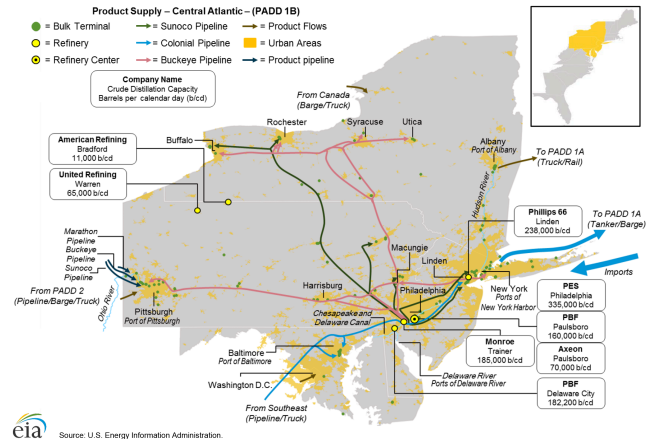 Product Supply – Central Atlantic – (PADD 1B)
= Bulk Terminal
= Sunoco Pipeline
= Product Flows
= Refinery
= Colonial Pipeline
= Urban Areas
= Refinery Center
= Buckeye Pipeline
= Product pipeline
Company Name
Crude Distillation Capacity
Barrels per calendar day (b/cd)
From Canada
(Barge/Truck)
Rochester
Syracuse
Utica
Buffalo
American Refining
Bradford
11,000 b/cd
United Refining
Warren
65,000 b/cd
Albany
Port of Albany
To PADD 1A
(Truck/Rail)
Hudson River
Phillips 66
Linden
238,000 b/cd
To PADD 1A
(Tanker/Barge)
Imports
Marathon
Pipeline
Buckeye
Pipeline
Sunoco
Pipeline
From PADD 2
(Pipeline/Barge/Truck)
Ohio River
Pittsburgh
Port of Pittsburgh
Harrisburg
Macungie
Linden
Philadelphia
New York
Ports of
New York Harbor
Chesapeake and
Delaware Canal
Baltimore
Port of Baltimore
Washington D.C.
From Southeast
(Pipeline/Truck)
Delaware River
Ports of Delaware River
Monroe
Trainer
185,000 b/cd
PES
Philadelphia
335,000 b/cd
PBF
Paulsboro
160,000 b/cd
Axeon
Paulsboro
70,000 b/cd
PBF
Delaware City
182,200 b/cd
eia
Source: U.S. Energy Information Administration.